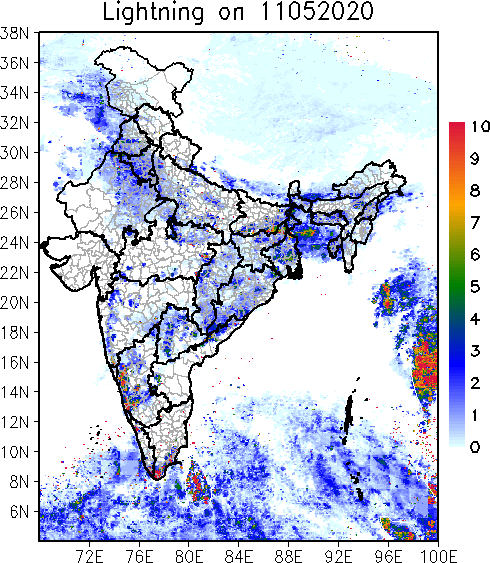 Lightning on 11052020
38N
36N
34N
32N
30N
28N
26N
24N
22N
20N
18N
16N
14N
12N
10N
8N
6N
72E 76E 80E 84E 88E 92E 96E 100E
10
9
8
7
6
5
4
3
2
1
0